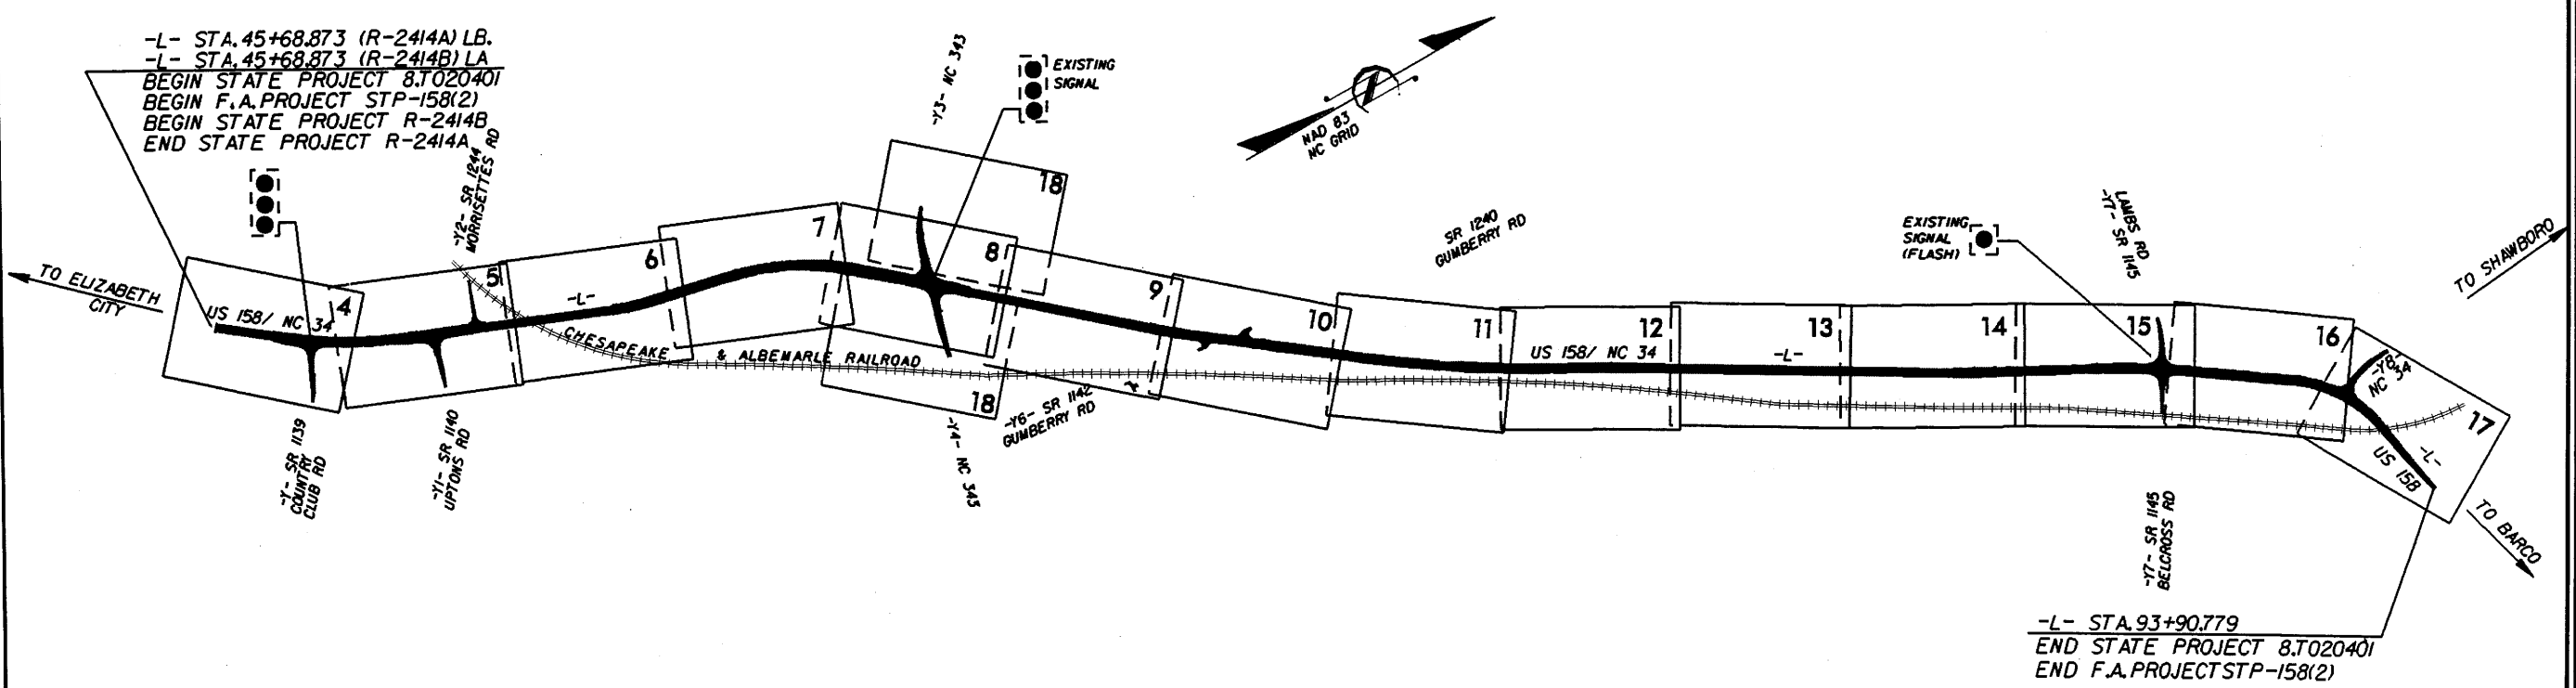 -L- STA.45+68.873 (R-2414A) LB.
-L- STA.45+68.873 (R-2414B) LA
BEGIN STATE PROJECT 8.T020401
BEGIN F.A.PROJECT STP-158(2)
BEGIN STATE PROJECT R-2414B
END STATE PROJECT R-2414A
-Y2- SR 1244
MORRISETTES RD
-Y3- NC 343
EXISTING
SIGNAL
NAD 83
NC GRID
18
SR 1240
GUMBERRY RD
EXISTING
SIGNAL
(FLASH)
LAMBS RD
-Y7- SR 1145
TO SHAWBORO
TO ELIZABETH
CITY
US 158/ NC 34
4
5
-L-
6
7
8
9
10
11
12
13
14
15
16
17
CHESAPEAKE & ALBEMARLE RAILROAD
US 158/ NC 34
-L-
-Y8-
NC 34
-L-
US 158
18
-Y- SR 1139
COUNTRY
CLUB RD
-Y1- SR 1140
UPTONS RD
-Y4- NC 343
-Y6- SR 1142
GUMBERRY RD
-Y7- SR 1145
BELCROSS RD
TO BARCO
-L- STA.93+90.779
END STATE PROJECT 8.T020401
END F.A.PROJECTSTP-158(2)